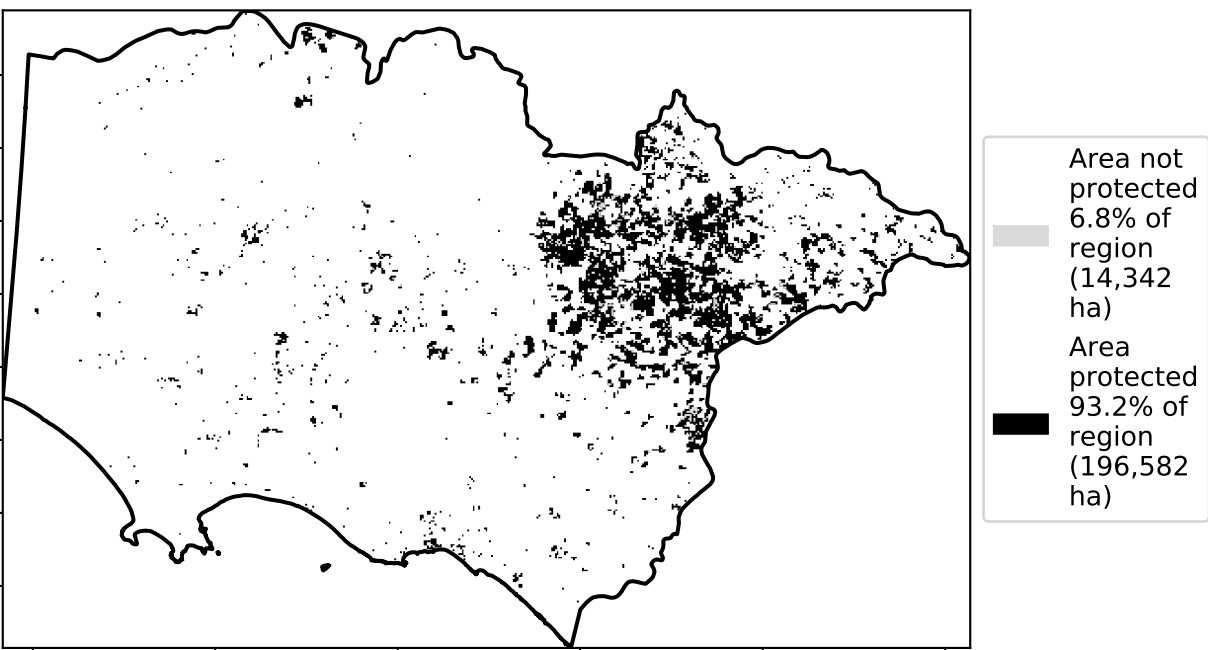 Area not
protected
6.8% of
region
(14,342
ha)
Area
protected
93.2% of
region
(196,582
ha)